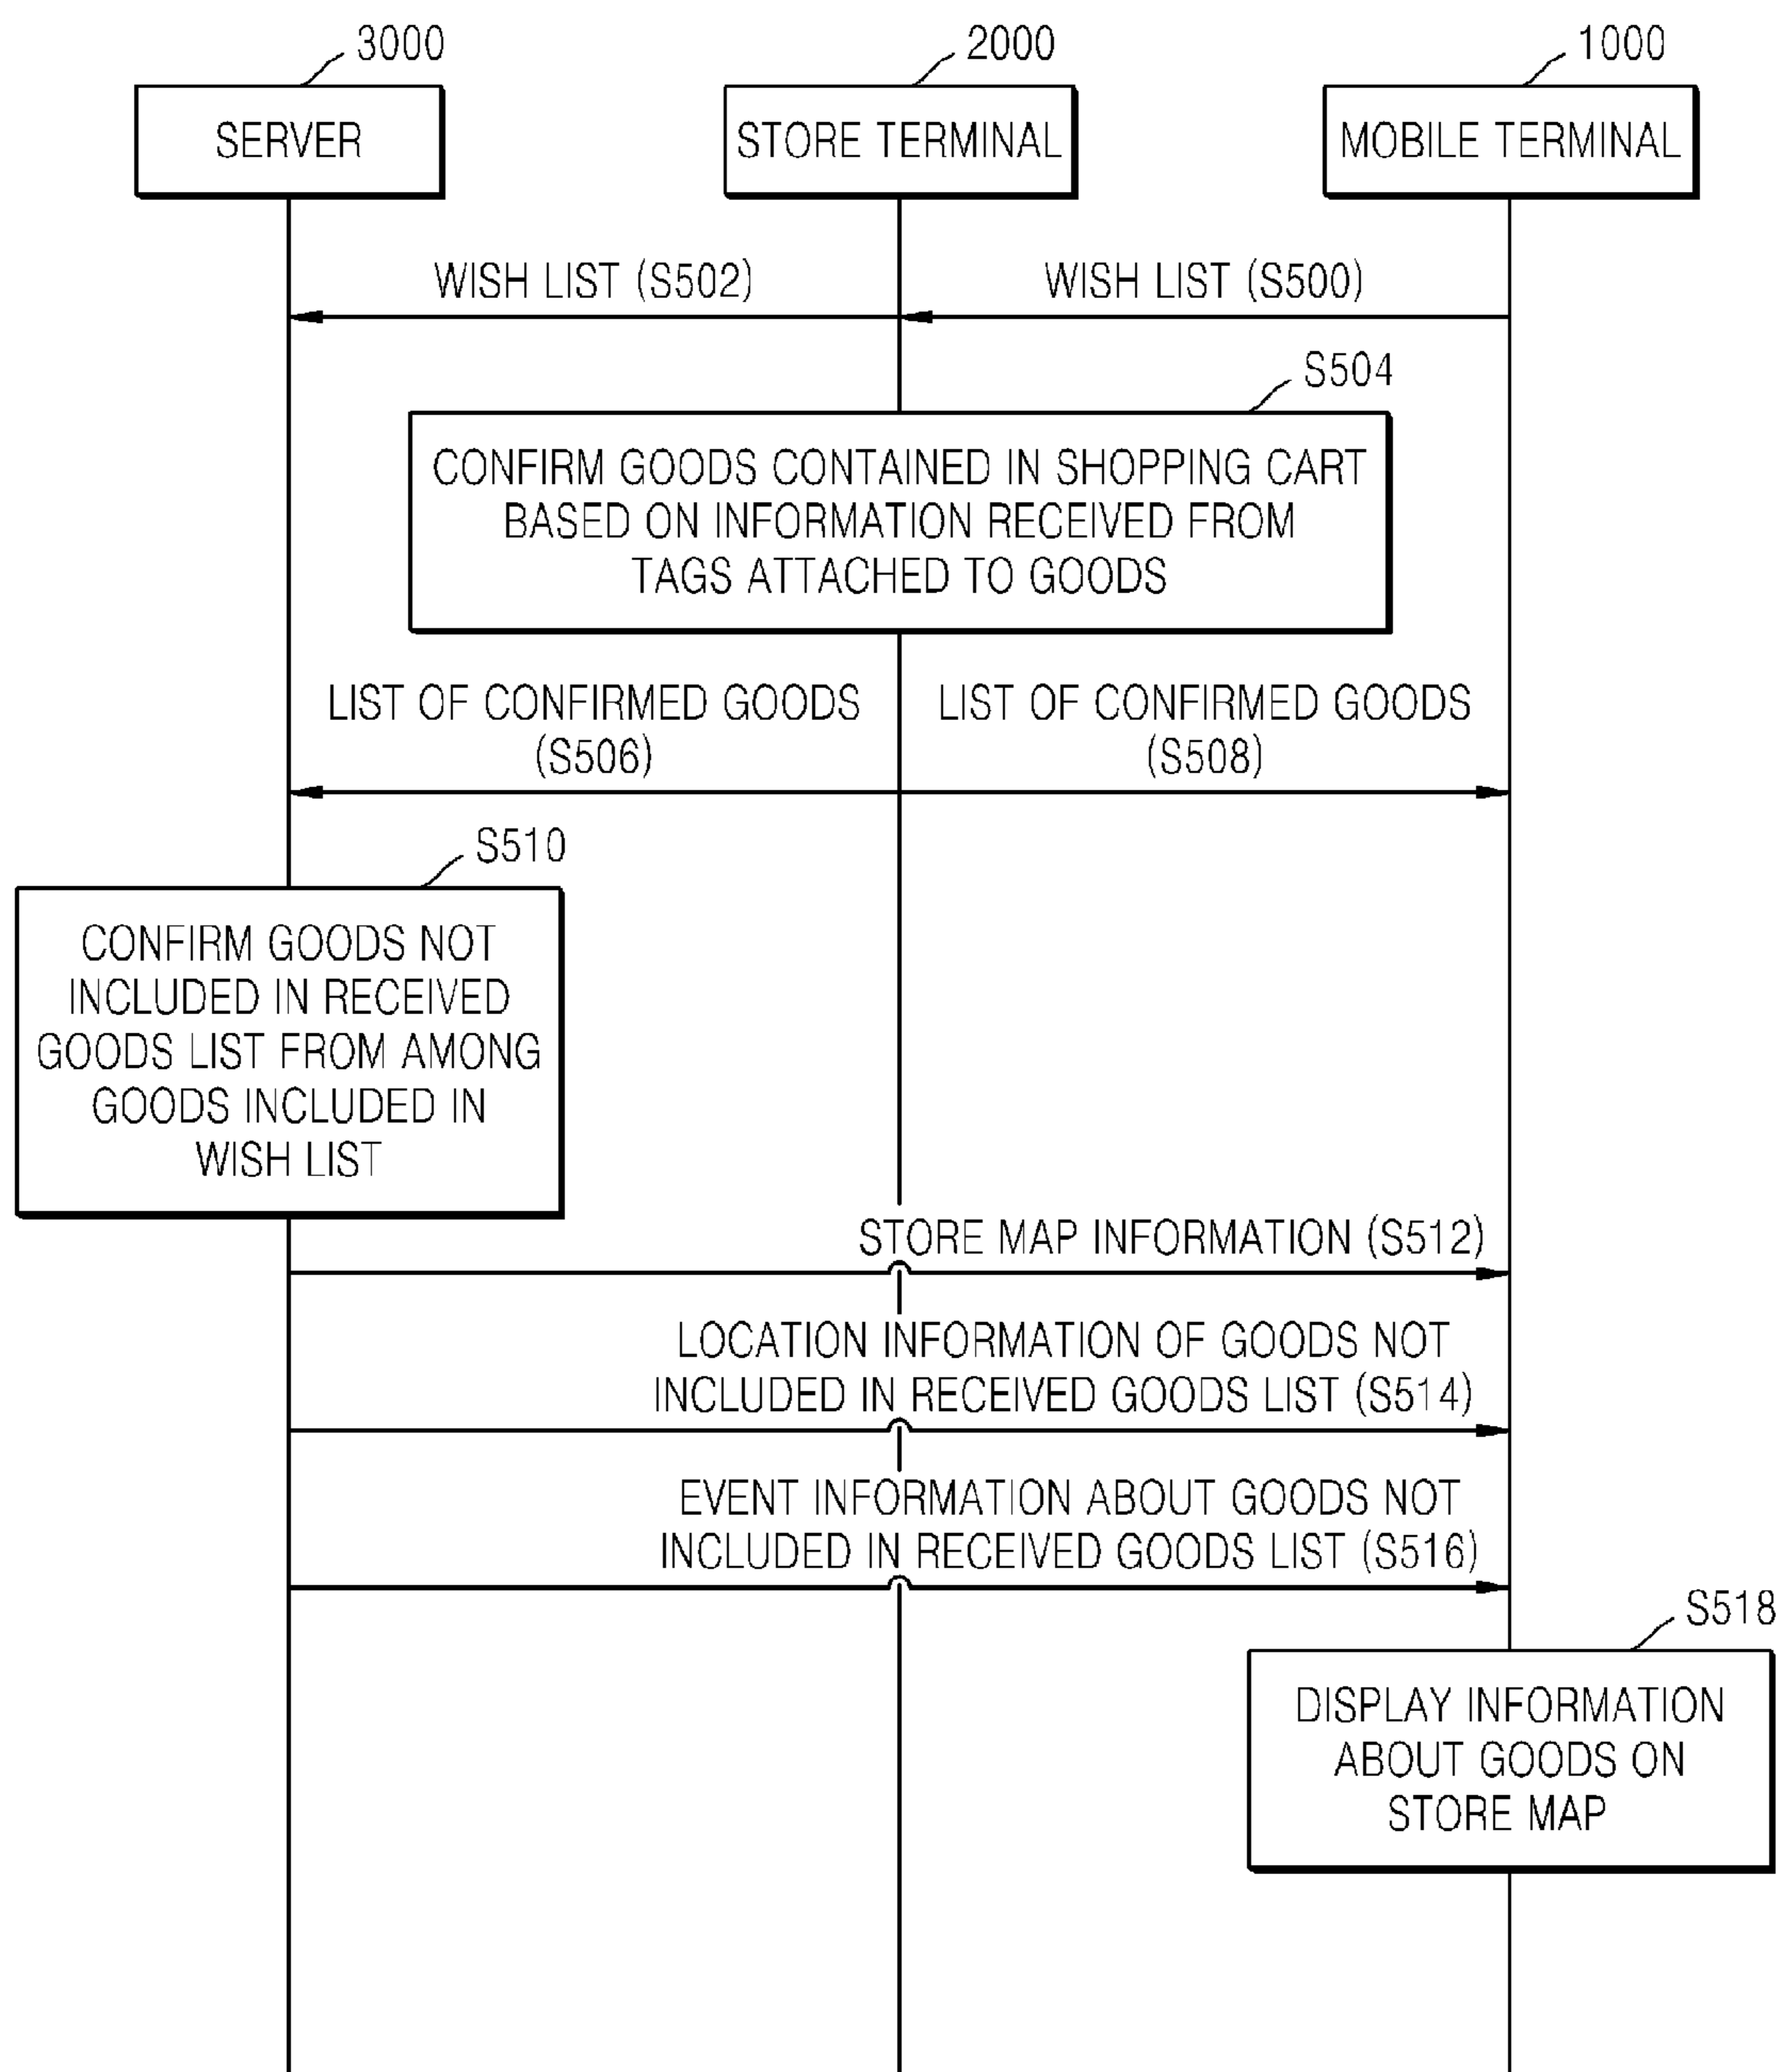 3000
2000
1000
SERVER
STORE TERMINAL
MOBILE TERMINAL
WISH LIST (S502)
WISH LIST (S500)
S504
CONFIRM GOODS CONTAINED IN SHOPPING CART
BASED ON INFORMATION RECEIVED FROM
TAGS ATTACHED TO GOODS
LIST OF CONFIRMED GOODS
(S506)
LIST OF CONFIRMED GOODS
(S508)
S510
CONFIRM GOODS NOT
INCLUDED IN RECEIVED
GOODS LIST FROM AMONG
GOODS INCLUDED IN
WISH LIST
STORE MAP INFORMATION (S512)
LOCATION INFORMATION OF GOODS NOT
INCLUDED IN RECEIVED GOODS LIST (S514)
EVENT INFORMATION ABOUT GOODS NOT
INCLUDED IN RECEIVED GOODS LIST (S516)
S518
DISPLAY INFORMATION
ABOUT GOODS ON
STORE MAP